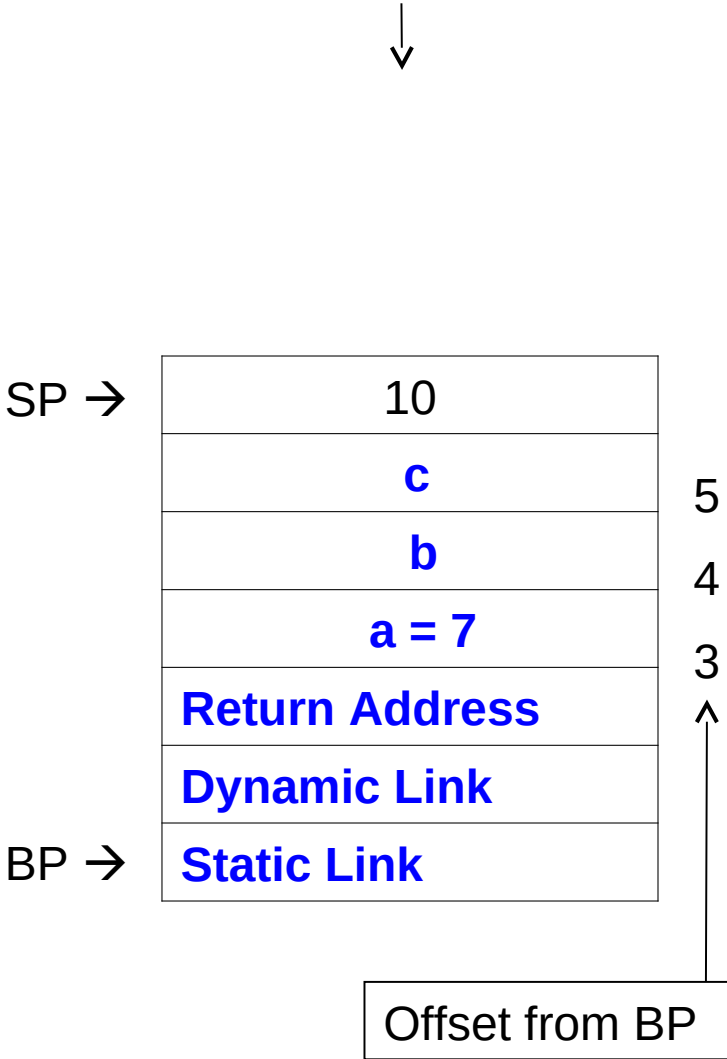 SP → 10
c
5
b
4
a = 7
3
Return Address
Dynamic Link
BP → Static Link
Offset from BP